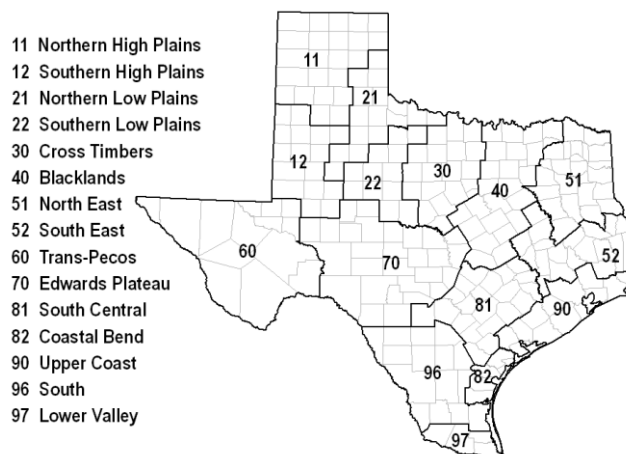 11 Northern High Plains
12 Southern High Plains
21 Northern Low Plains
22 Southern Low Plains
30 Cross Timbers
40 Blacklands
51 North East
52 South East
60 Trans-Pecos
70 Edwards Plateau
81 South Central
82 Coastal Bend
90 Upper Coast
96 South
97 Lower Valley
11
21
12
22
30
40
51
60
70
52
81
90
96
82
97